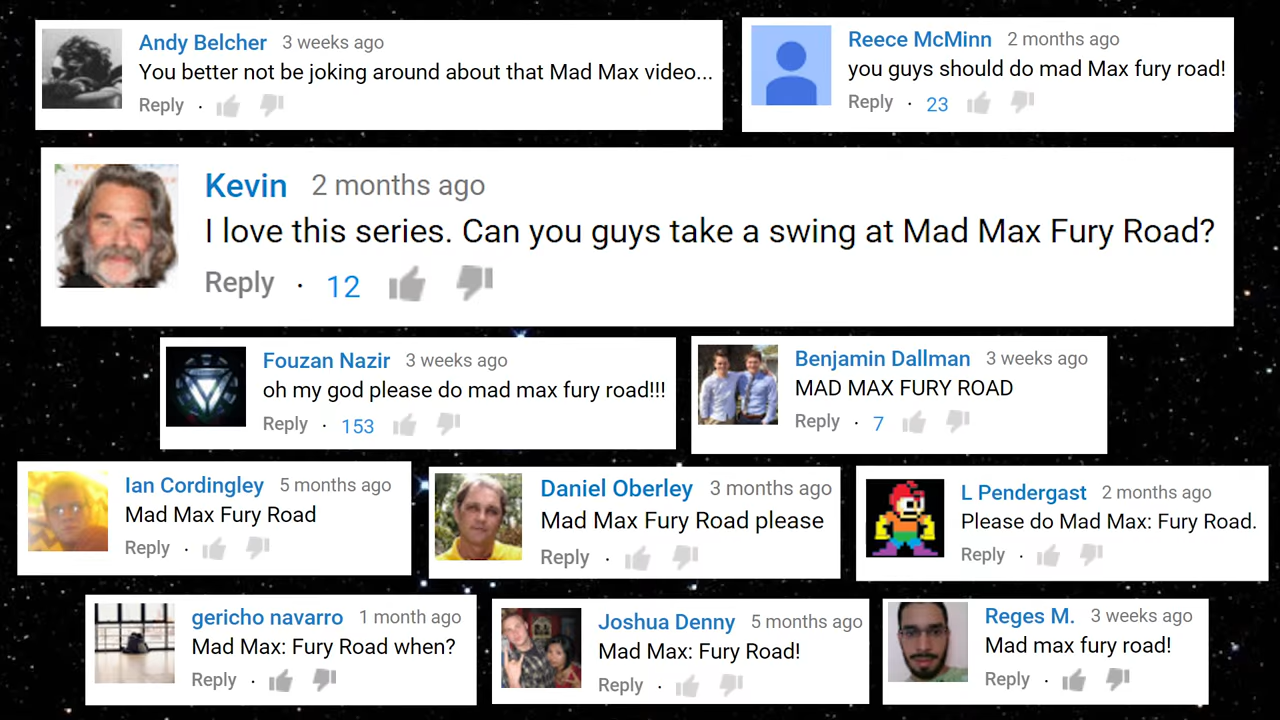 Andy Belcher 3 weeks ago
You better not be joking around about that Mad Max video...
Reply ·
Reece McMinn 2 months ago
you guys should do mad Max fury road!
Reply · 23
Kevin 2 months ago
I love this series. Can you guys take a swing at Mad Max Fury Road?
Reply · 12
Fouzan Nazir 3 weeks ago
oh my god please do mad max fury road!!!
Reply · 153
Benjamin Dallman 3 weeks ago
MAD MAX FURY ROAD
Reply · 7
Ian Cordingley 5 months ago
Mad Max Fury Road
Reply ·
Daniel Oberley 3 months ago
Mad Max Fury Road please
Reply ·
L Pendergast 2 months ago
Please do Mad Max: Fury Road.
Reply ·
gericho navarro 1 month ago
Mad Max: Fury Road when?
Reply ·
Joshua Denny 5 months ago
Mad Max: Fury Road!
Reply ·
Reges M. 3 weeks ago
Mad max fury road!
Reply ·